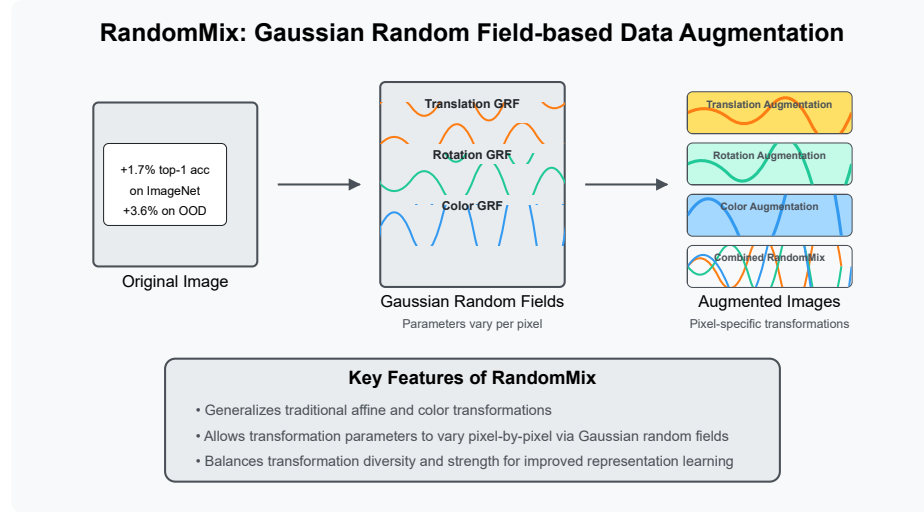 RandomMix: Gaussian Random Field-based Data Augmentation
+1.7% top-1 acc
on ImageNet
+3.6% on OOD
Original Image
Translation GRF
Rotation GRF
Color GRF
Gaussian Random Fields
Parameters vary per pixel
Translation Augmentation
Rotation Augmentation
Color Augmentation
Combined RandomMix
Augmented Images
Pixel-specific transformations
Key Features of RandomMix
• Generalizes traditional affine and color transformations
• Allows transformation parameters to vary pixel-by-pixel via Gaussian random fields
• Balances transformation diversity and strength for improved representation learning